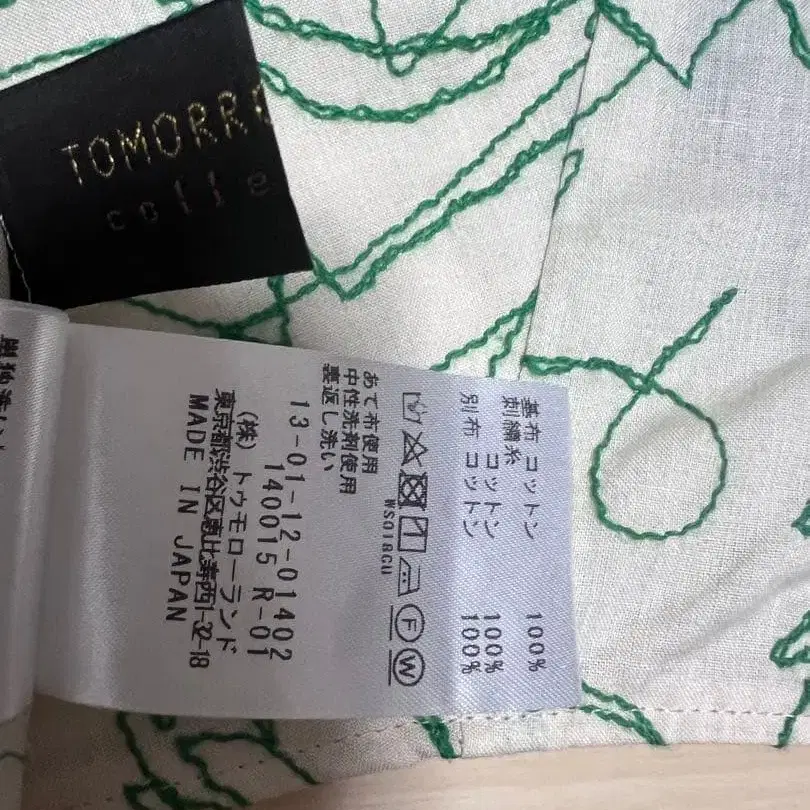 TOMORR
colle
基布 コットン 100%
刺繍糸 コットン 100%
別布 コットン 100%
WS018GU
あて布使用
中性洗剤使用
裏返し洗い
13-01-12-01402
14001５ R-01
(株) トゥモローランド
東京都渋谷区恵比寿西1-32-18
MADE IN JAPAN